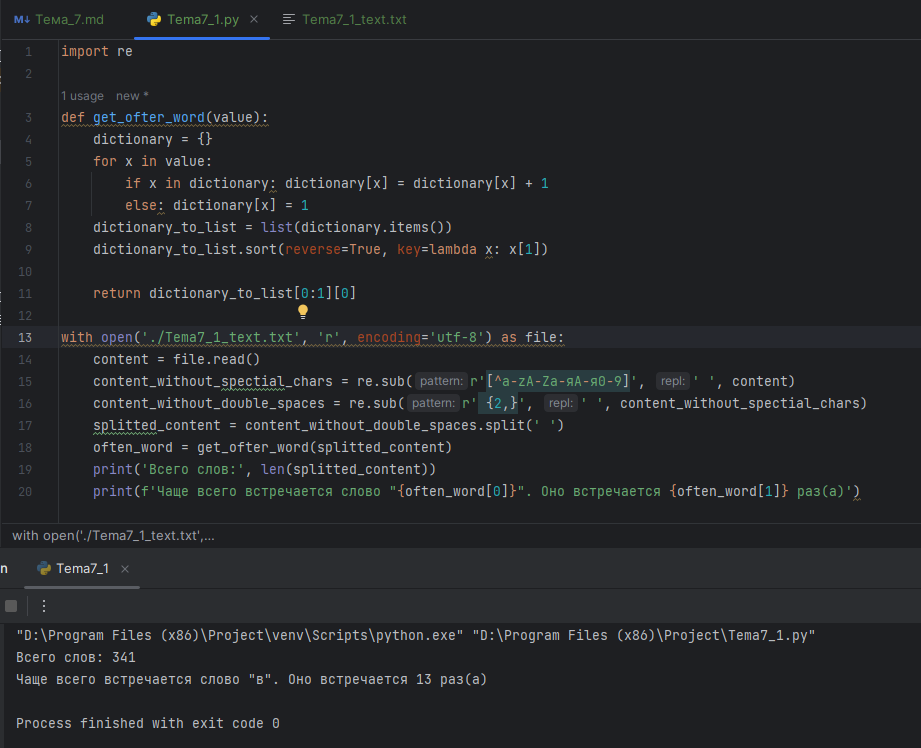 M↓ Тема_7.md Tema7_1.py × Tema7_1_text.txt
1 import re
2
1 usage new *
3 def get_ofter_word(value):
4 dictionary = {}
5 for x in value:
6 if x in dictionary: dictionary[x] = dictionary[x] + 1
7 else: dictionary[x] = 1
8 dictionary_to_list = list(dictionary.items())
9 dictionary_to_list.sort(reverse=True, key=lambda x: x[1])
10
11 return dictionary_to_list[0:1][0]
12
13 with open('./Tema7_1_text.txt', 'r', encoding='utf-8') as file:
14 content = file.read()
15 content_without_spectial_chars = re.sub( pattern: r'[^a-zA-Zа-яА-Я0-9]', repl: ' ', content)
16 content_without_double_spaces = re.sub( pattern: r' {2,}', repl: ' ', content_without_spectial_chars)
17 splitted_content = content_without_double_spaces.split(' ')
18 often_word = get_ofter_word(splitted_content)
19 print('Всего слов:', len(splitted_content))
20 print(f'Чаще всего встречается слово "{often_word[0]}". Оно встречается {often_word[1]} раз(а)')
with open('./Tema7_1_text.txt',...
n Tema7_1 ×
"D:\Program Files (x86)\Project\venv\Scripts\python.exe" "D:\Program Files (x86)\Project\Tema7_1.py"
Всего слов: 341
Чаще всего встречается слово "в". Оно встречается 13 раз(а)
Process finished with exit code 0